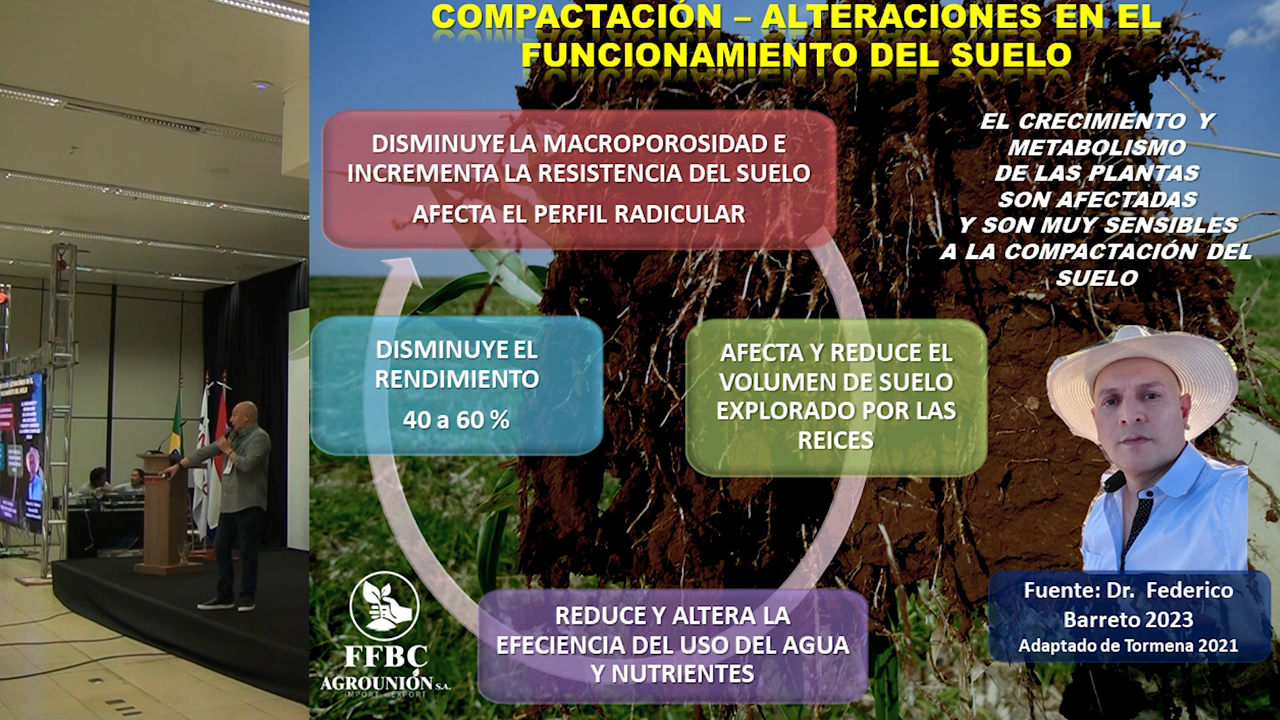 COMPACTACIÓN – ALTERACIONES EN EL
FUNCIONAMIENTO DEL SUELO
DISMINUYE LA MACROPOROSIDAD E
INCREMENTA LA RESISTENCIA DEL SUELO
AFECTA EL PERFIL RADICULAR
EL CRECIMIENTO Y
METABOLISMO
DE LAS PLANTAS
SON AFECTADAS
Y SON MUY SENSIBLES
A LA COMPACTACIÓN DEL
SUELO
DISMINUYE EL
RENDIMIENTO
40 a 60 %
AFECTA Y REDUCE EL
VOLUMEN DE SUELO
EXPLORADO POR LAS
REICES
REDUCE Y ALTERA LA
EFECIENCIA DEL USO DEL AGUA
Y NUTRIENTES
Fuente: Dr. Federico
Barreto 2023
Adaptado de Tormena 2021
FFBC
AGROUNIÓN S.A.
IMPORT - EXPORT